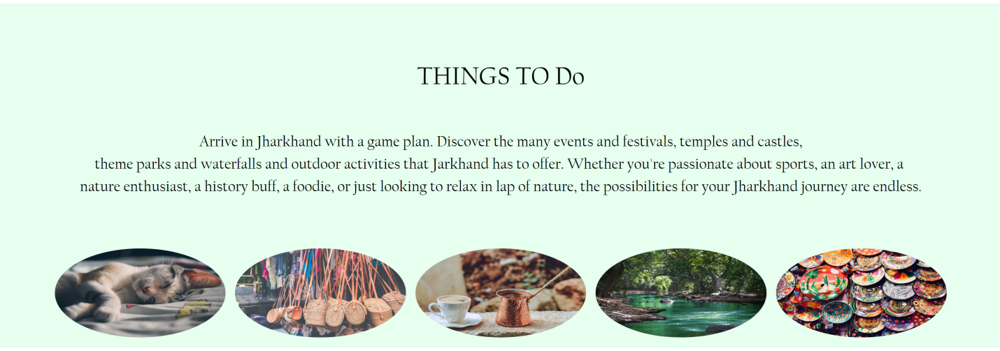 THINGS TO Do
Arrive in Jharkhand with a game plan. Discover the many events and festivals, temples and castles,
theme parks and waterfalls and outdoor activities that Jarkhand has to offer. Whether you're passionate about sports, an art lover, a
nature enthusiast, a history buff, a foodie, or just looking to relax in lap of nature, the possibilities for your Jharkhand journey are endless.